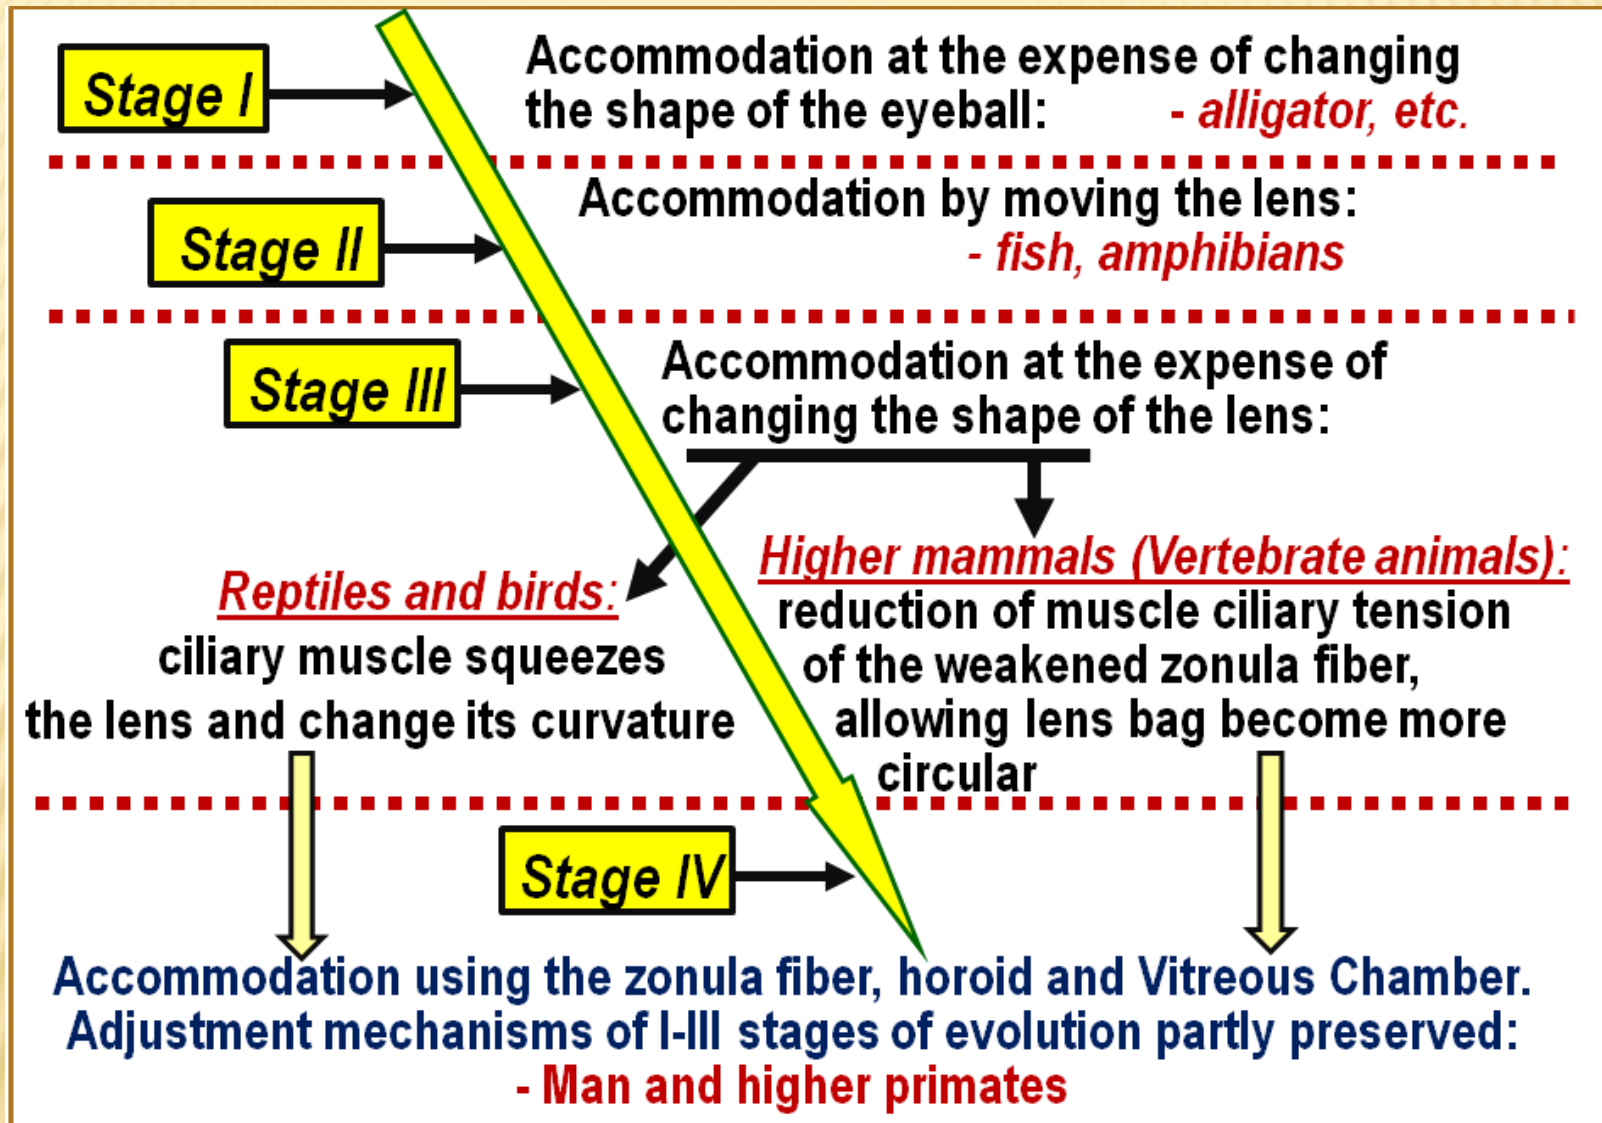 Stage I
Accommodation at the expense of changing
the shape of the eyeball: - alligator, etc.
Stage II
Accommodation by moving the lens:
- fish, amphibians
Stage III
Accommodation at the expense of
changing the shape of the lens:
Reptiles and birds:
ciliary muscle squeezes
the lens and change its curvature
Higher mammals (Vertebrate animals):
reduction of muscle ciliary tension
of the weakened zonula fiber,
allowing lens bag become more
circular
Stage IV
Accommodation using the zonula fiber, horoid and Vitreous Chamber.
Adjustment mechanisms of I-III stages of evolution partly preserved:
- Man and higher primates